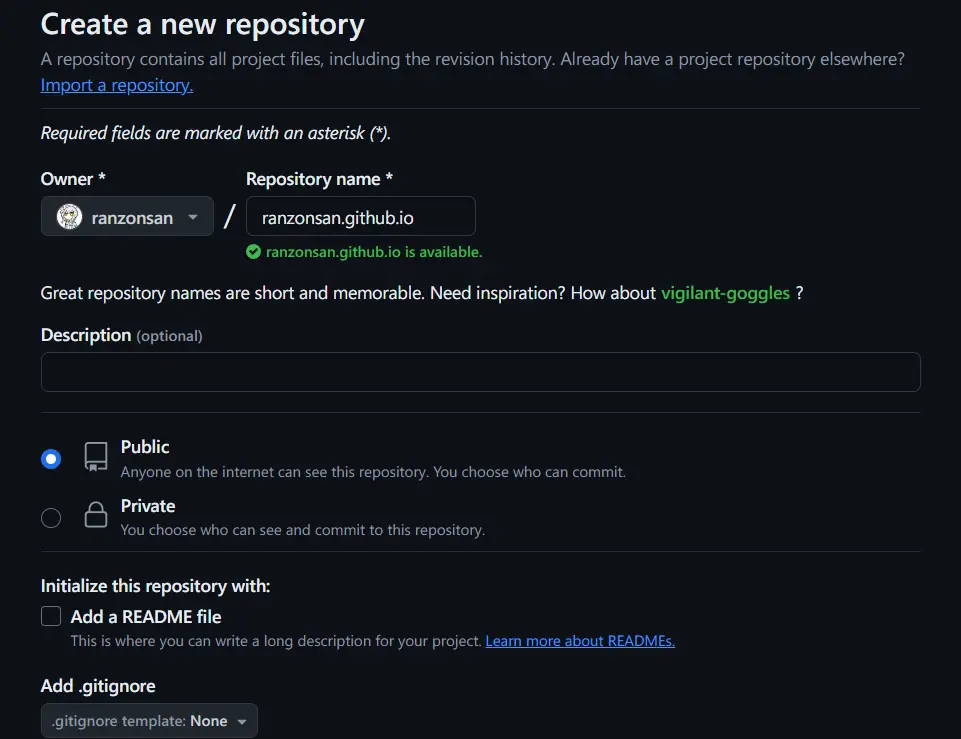 Create a new repository
A repository contains all project files, including the revision history. Already have a project repository elsewhere?
Import a repository.
Required fields are marked with an asterisk (*).
Owner * Repository name *
ranzonsan / ranzonsan.github.io
ranzonsan.github.io is available.
Great repository names are short and memorable. Need inspiration? How about vigilant-goggles ?
Description (optional)
Public
Anyone on the internet can see this repository. You choose who can commit.
Private
You choose who can see and commit to this repository.
Initialize this repository with:
Add a README file
This is where you can write a long description for your project. Learn more about READMEs.
Add .gitignore
.gitignore template: None